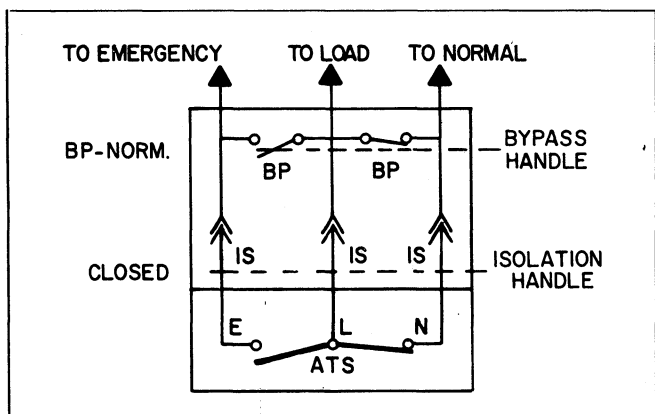 TO EMERGENCY TO LOAD TO NORMAL
BP-NORM.
BP BP
BYPASS
HANDLE
IS IS IS
CLOSED
ISOLATION
HANDLE
E L N
ATS